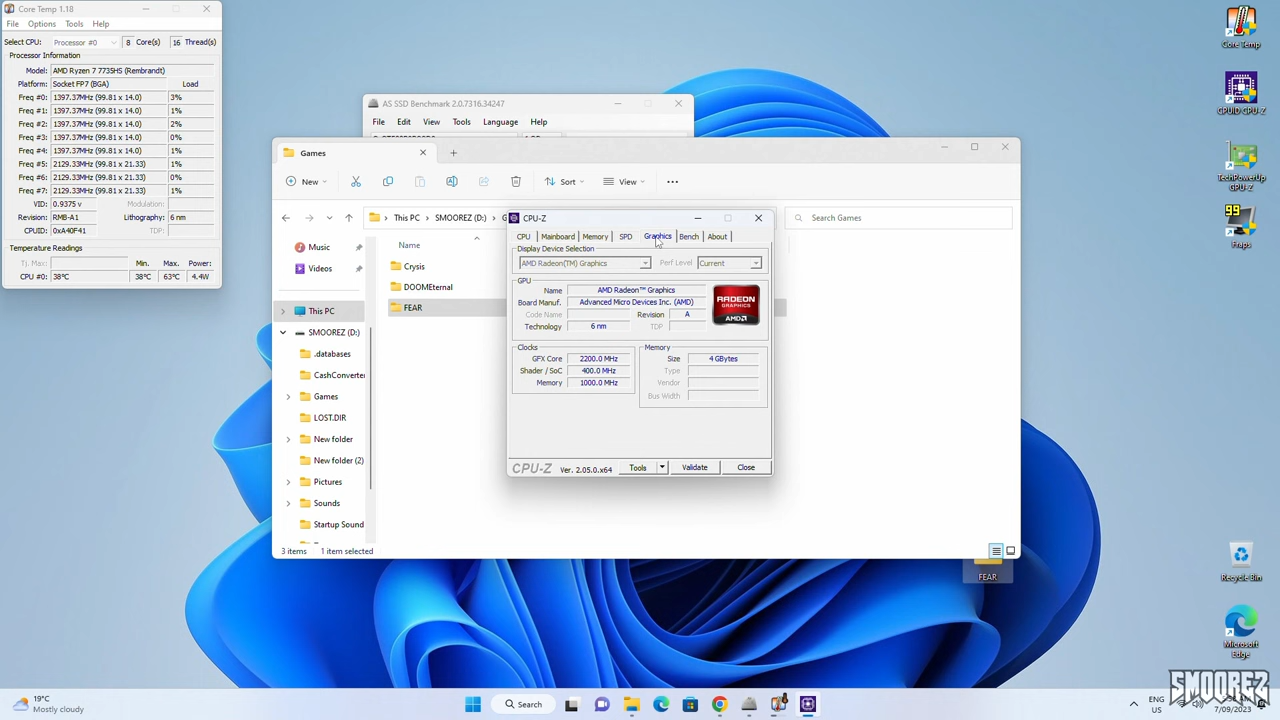 Core Temp 1.18
File Options Tools Help
Select CPU: Processor #0 8 Core(s) 16 Thread(s)
Processor Information
Model: AMD Ryzen 7 7735HS (Rembrandt)
Platform: Socket FP7 (BGA) Load
Freq #0: 1397.37MHz (99.81 x 14.0) 3%
Freq #1: 1397.37MHz (99.81 x 14.0) 1%
Freq #2: 1397.37MHz (99.81 x 14.0) 1%
Freq #3: 1397.37MHz (99.81 x 14.0) 0%
Freq #4: 1397.37MHz (99.81 x 14.0) 1%
Freq #5: 2129.33MHz (99.81 x 21.33) 1%
Freq #6: 2129.33MHz (99.81 x 21.33) 0%
Freq #7: 2129.33MHz (99.81 x 21.33) 1%
VID: 0.9375 v Modulation:
Revision: RMB-A1 Lithography: 6 nm
CPUID: 0xA40F41
Temperature Readings
Tj. Max: Min. Max. Power:
CPU #0: 38°C 38°C 63°C 4.4W
AS SSD Benchmark 2.0.7316.34247
File Edit View Tools Language Help
Games
New Sort View
This PC SMOOREZ (D:) Search Games
Music
Videos
This PC
SMOOREZ (D:)
.databases
CashConverte
Games
LOST.DIR
New folder
New folder (2)
Pictures
Sounds
Startup Sound
Name
Crysis
DOOMEternal
FEAR
3 items 1 item selected
CPU-Z
CPU Mainboard Memory SPD Graphics Bench About
Display Device Selection
AMD Radeon(TM) Graphics Perf Level Current
GPU
Name AMD Radeon™ Graphics
Board Manuf. Advanced Micro Devices Inc. (AMD)
Code Name Revision A
Technology 6 nm TDP
RADEON
GRAPHICS
AMD
Clocks
GFX Core 2200.0 MHz
Shader / SoC 400.0 MHz
Memory 1000.0 MHz
Memory
Size 4 GBytes
Type
Vendor
Bus Width
CPU-Z Ver. 2.05.0.x64 Tools Validate Close
Core Temp
CPUID CPU-Z
TechPowerUp
GPU-Z
99
Fraps
FEAR
Recycle Bin
Microsoft
Edge
SMOOREZ
19°C
Mostly cloudy
Search
ENG
US
7/09/2023